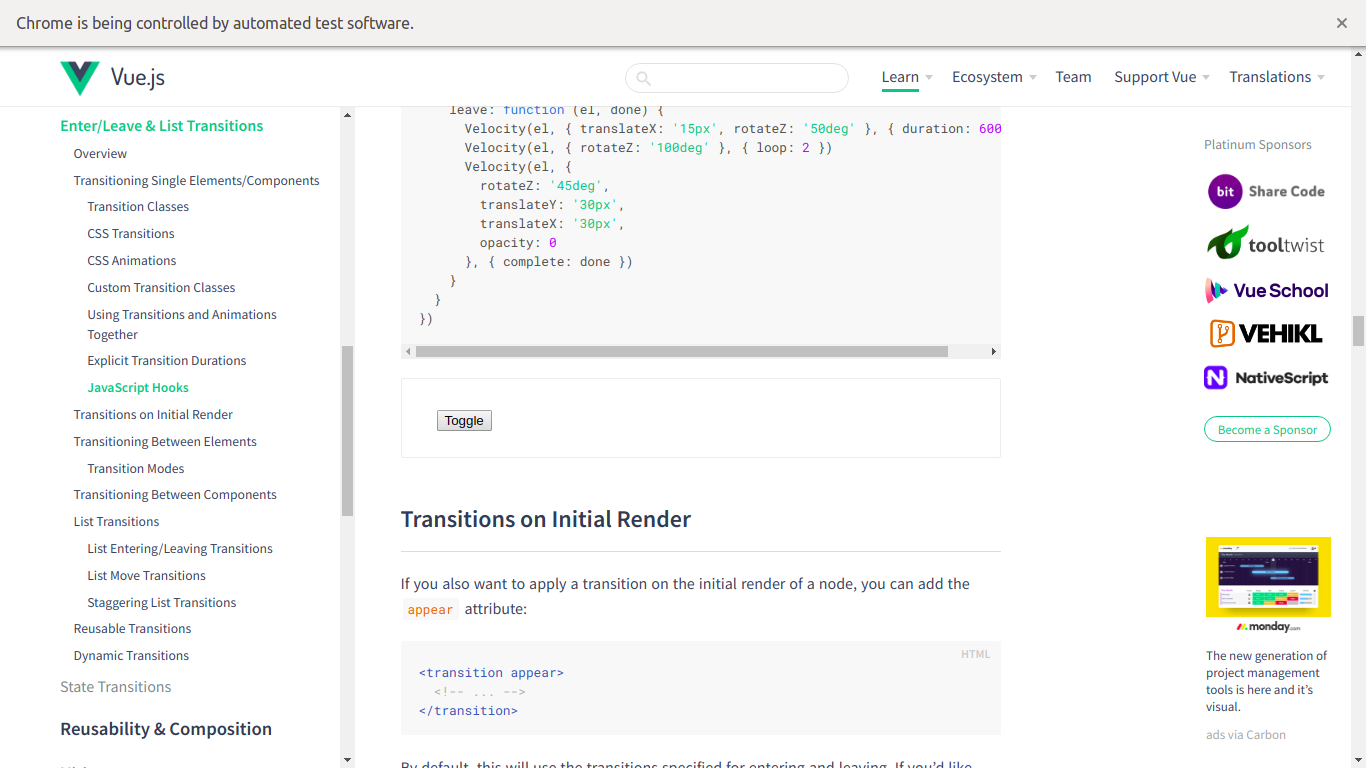 Chrome is being controlled by automated test software.
Vue.js
Learn
Ecosystem
Team
Support Vue
Translations
Enter/Leave & List Transitions
Overview
Transitioning Single Elements/Components
Transition Classes
CSS Transitions
CSS Animations
Custom Transition Classes
Using Transitions and Animations
Together
Explicit Transition Durations
JavaScript Hooks
Transitions on Initial Render
Transitioning Between Elements
Transition Modes
Transitioning Between Components
List Transitions
List Entering/Leaving Transitions
List Move Transitions
Staggering List Transitions
Reusable Transitions
Dynamic Transitions
State Transitions
Reusability & Composition
leave: function (el, done) {
Velocity(el, { translateX: '15px', rotateZ: '50deg' }, { duration: 600
Velocity(el, { rotateZ: '100deg' }, { loop: 2 })
Velocity(el, {
rotateZ: '45deg',
translateY: '30px',
translateX: '30px',
opacity: 0
}, { complete: done })
}
}
})
Toggle
Transitions on Initial Render
If you also want to apply a transition on the initial render of a node, you can add the
appear attribute:
HTML
<transition appear>
<!-- ... -->
</transition>
By default, this will use the transitions specified for entering and leaving. If you'd like
Platinum Sponsors
bit Share Code
tooltwist
Vue School
VEHIKL
NativeScript
Become a Sponsor
monday.com
The new generation of
project management
tools is here and it's
visual.
ads via Carbon